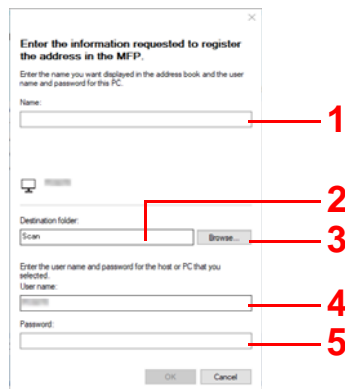 Enter the information requested to register
the address in the MFP.
Enter the name you want displayed in the address book and the user
name and password for this PC.
Name:
1
2
Destination folder:
Scan
Browse...
3
Enter the user name and password for the host or PC that you
selected.
User name:
4
Password:
5
OK
Cancel